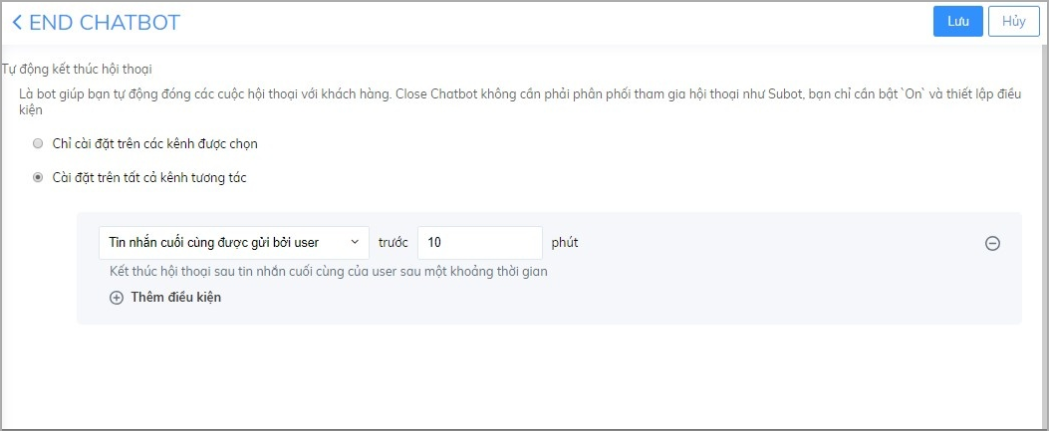 END CHATBOT
Lưu
Hủy
Tự động kết thúc hội thoại
Là bot giúp bạn tự động đóng các cuộc hội thoại với khách hàng. Close Chatbot không cần phải phân phối tham gia hội thoại như Subot, bạn chỉ cần bật `On` và thiết lập điều
kiện
Chỉ cài đặt trên các kênh được chọn
Cài đặt trên tất cả kênh tương tác
Tin nhắn cuối cùng được gửi bởi user trước 10 phút
Kết thúc hội thoại sau tin nhắn cuối cùng của user sau một khoảng thời gian
Thêm điều kiện